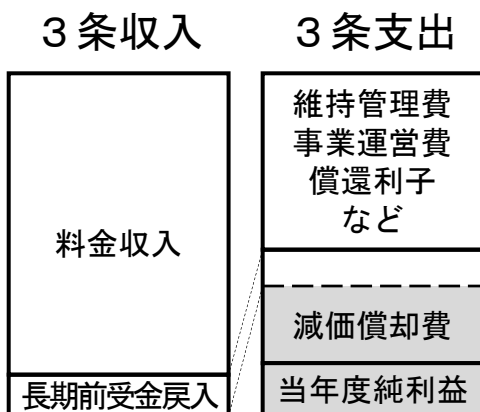 ３条収入
３条支出
料金収入
長期前受金戻入
維持管理費
事業運営費
償還利子
など
減価償却費
当年度純利益